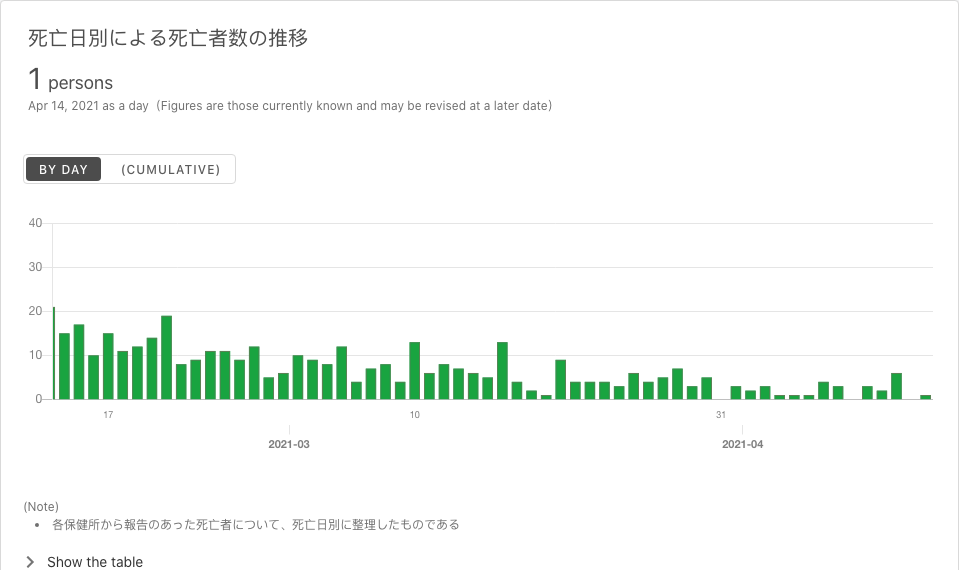 死亡日別による死亡者数の推移
1 persons
Apr 14, 2021 as a day（Figures are those currently known and may be revised at a later date）
BY DAY (CUMULATIVE)
40
30
20
10
0
17 10 31
2021-03 2021-04
(Note)
• 各保健所から報告のあった死亡者について、死亡日別に整理したものである
Show the table